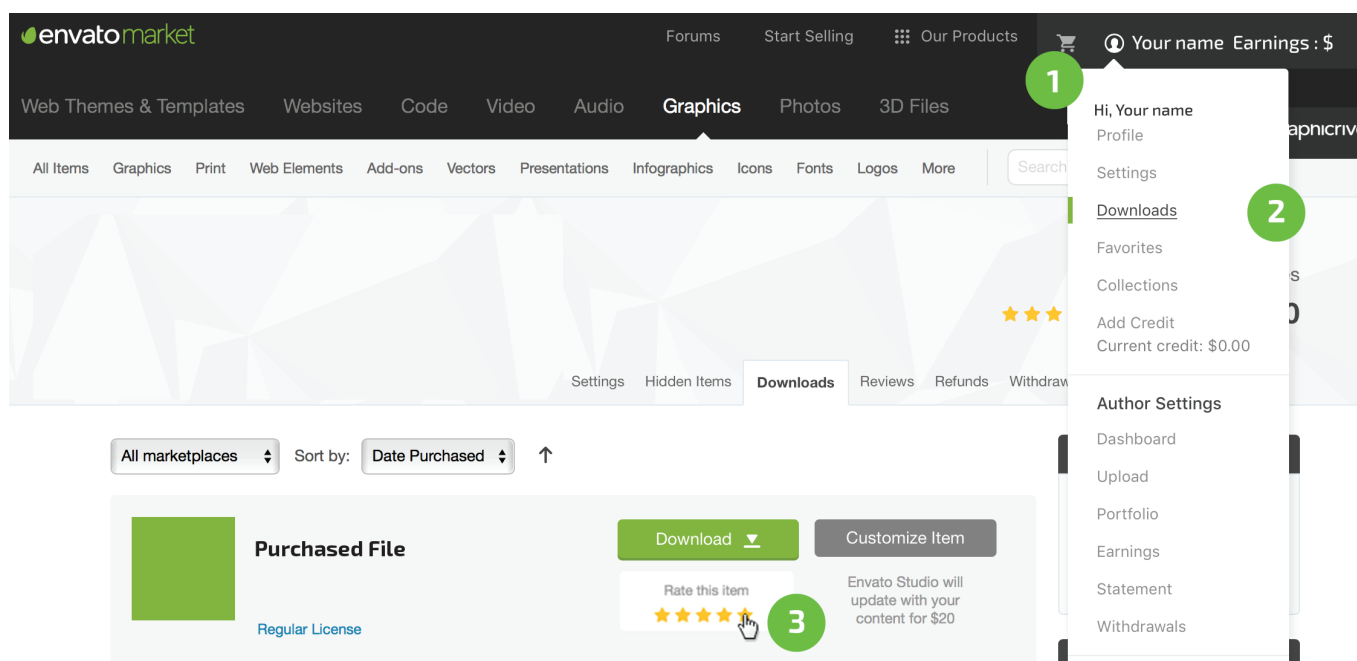 envatomarket
Forums
Start Selling
Our Products
Your name Earnings : $
1
Web Themes & Templates
Websites
Code
Video
Audio
Graphics
Photos
3D Files
Hi, Your name
Profile
Settings
Downloads
2
Favorites
Collections
Add Credit
Current credit: $0.00
Author Settings
Dashboard
Upload
Portfolio
Earnings
Statement
Withdrawals
All Items
Graphics
Print
Web Elements
Add-ons
Vectors
Presentations
Infographics
Icons
Fonts
Logos
More
Search
Settings
Hidden Items
Downloads
Reviews
Refunds
All marketplaces
Sort by:
Date Purchased
Purchased File
Regular License
Download
Rate this item
3
Customize Item
Envato Studio will
update with your
content for $20